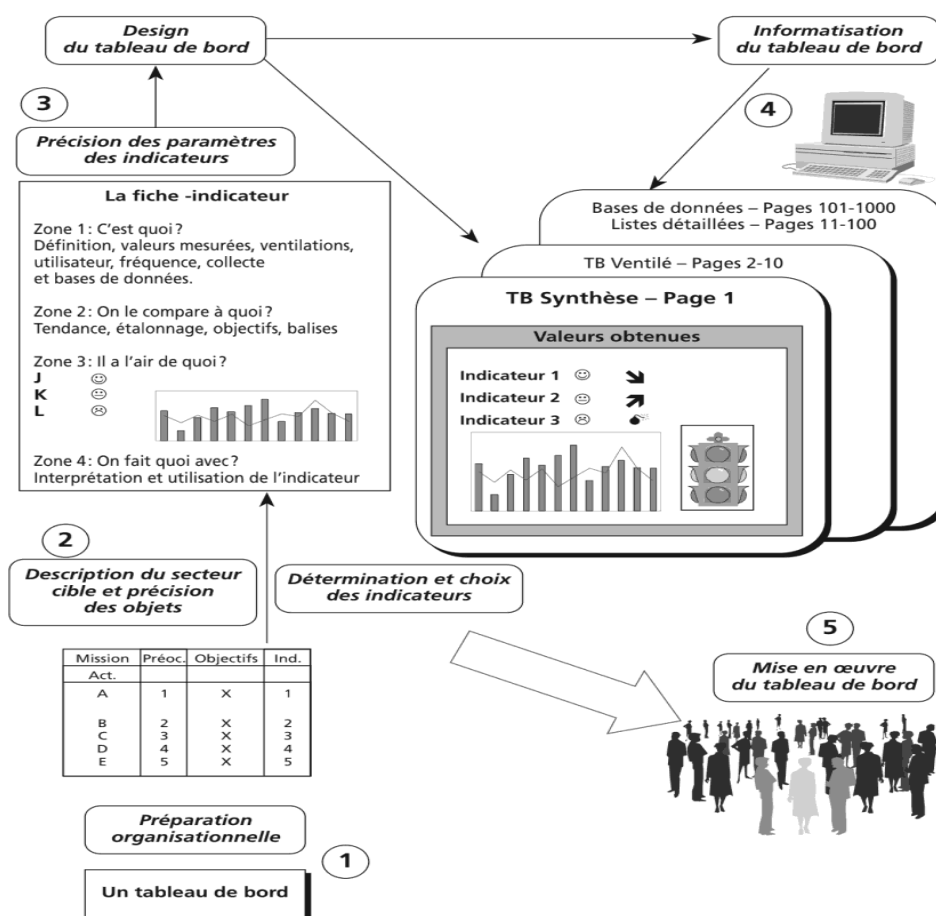 Design
du tableau de bord
Informatisation
du tableau de bord
3
4
Précision des paramètres
des indicateurs
La fiche -indicateur
Zone 1 : C'est quoi ?
Définition, valeurs mesurées, ventilations,
utilisateur, fréquence, collecte
et bases de données.
Zone 2 : On le compare à quoi ?
Tendance, étalonnage, objectifs, balises
Zone 3 : Il a l'air de quoi ?
J
K
L
Zone 4 : On fait quoi avec ?
Interprétation et utilisation de l'indicateur
Bases de données – Pages 101-1000
Listes détaillées – Pages 11-100
TB Ventilé – Pages 2-10
TB Synthèse – Page 1
Valeurs obtenues
Indicateur 1
Indicateur 2
Indicateur 3
2
Description du secteur
cible et précision
des objets
Détermination et choix
des indicateurs
5
Mise en œuvre
du tableau de bord
Mission Préoc. Objectifs Ind.
Act.
A 1 X 1
B 2 X 2
C 3 X 3
D 4 X 4
E 5 X 5
Préparation
organisationnelle
1
Un tableau de bord